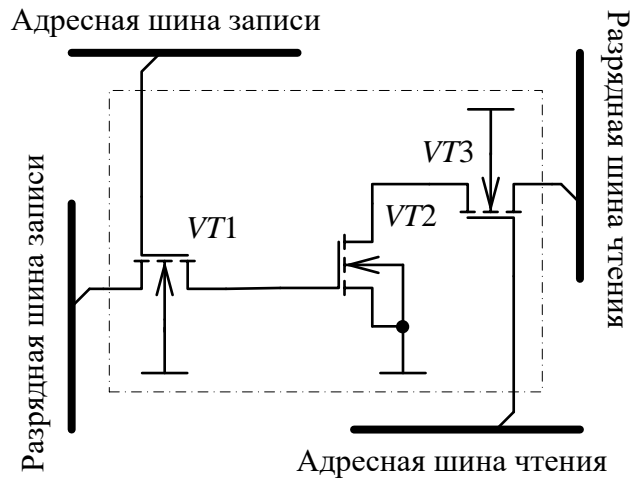 Адресная шина записи
Разрядная шина чтения
VT3
Разрядная шина записи
VT1
VT2
Адресная шина чтения